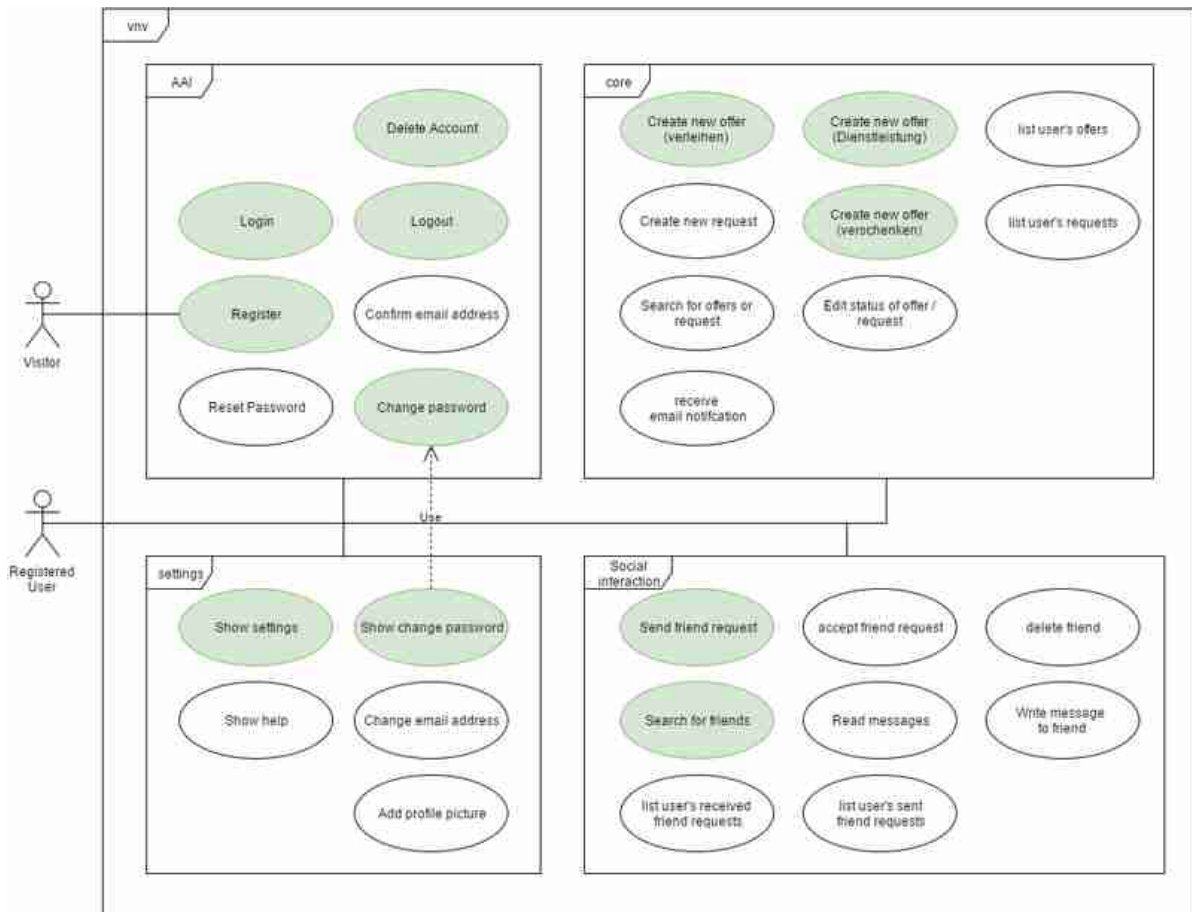 vnv
AAI
Delete Account
Login
Logout
Register
Confirm email address
Reset Password
Change password
core
Create new offer
(verleihen)
Create new offer
(Dienstleistung)
list user's offers
Create new request
Create new offer
(verschenken)
list user's requests
Search for offers or
request
Edit status of offer /
request
receive
email notifcation
Visitor
Registered
User
Use
settings
Show settings
Show change password
Show help
Change email address
Add profile picture
Social
interaction
Send friend request
accept friend request
delete friend
Search for friends
Read messages
Write message
to friend
list user's received
friend requests
list user's sent
friend requests